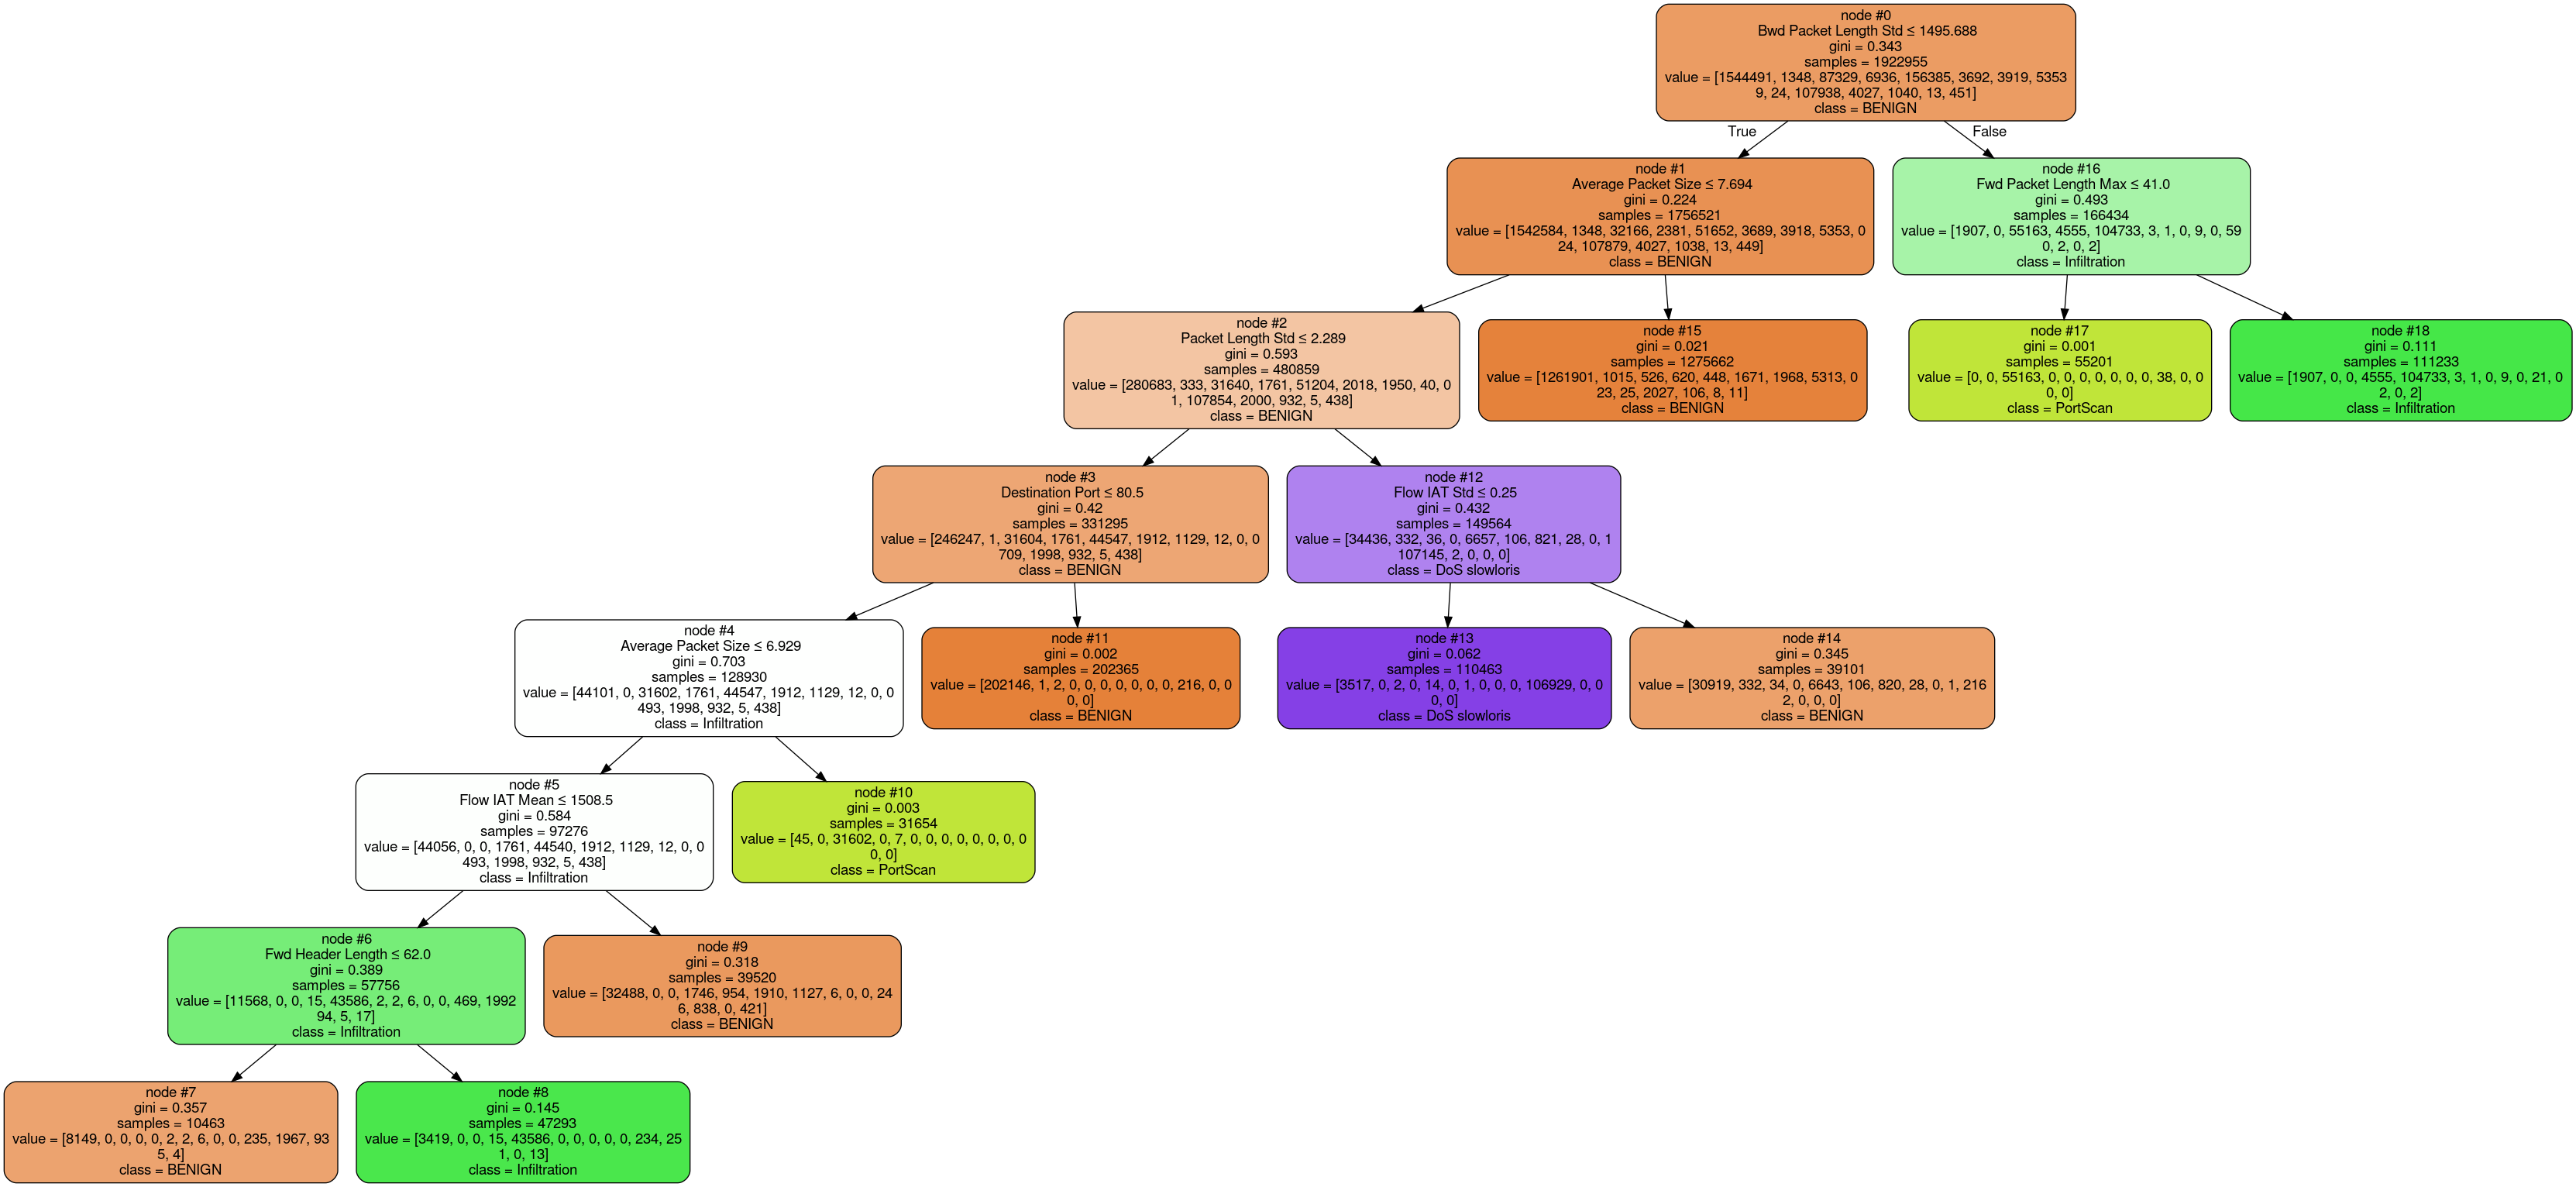 node #0
Bwd Packet Length Std ≤ 1495.688
gini = 0.343
samples = 1922955
value = [1544491, 1348, 87329, 6936, 156385, 3692, 3919, 5353
9, 24, 107938, 4027, 1040, 13, 451]
class = BENIGN
True
False
node #1
Average Packet Size ≤ 7.694
gini = 0.224
samples = 1756521
value = [1542584, 1348, 32166, 2381, 51652, 3689, 3918, 5353, 0
24, 107879, 4027, 1038, 13, 449]
class = BENIGN
node #16
Fwd Packet Length Max ≤ 41.0
gini = 0.493
samples = 166434
value = [1907, 0, 55163, 4555, 104733, 3, 1, 0, 9, 0, 59
0, 2, 0, 2]
class = Infiltration
node #2
Packet Length Std ≤ 2.289
gini = 0.593
samples = 480859
value = [280683, 333, 31640, 1761, 51204, 2018, 1950, 40, 0
1, 107854, 2000, 932, 5, 438]
class = BENIGN
node #15
gini = 0.021
samples = 1275662
value = [1261901, 1015, 526, 620, 448, 1671, 1968, 5313, 0
23, 25, 2027, 106, 8, 11]
class = BENIGN
node #17
gini = 0.001
samples = 55201
value = [0, 0, 55163, 0, 0, 0, 0, 0, 0, 0, 38, 0, 0
0, 0]
class = PortScan
node #18
gini = 0.111
samples = 111233
value = [1907, 0, 0, 4555, 104733, 3, 1, 0, 9, 0, 21, 0
2, 0, 2]
class = Infiltration
node #3
Destination Port ≤ 80.5
gini = 0.42
samples = 331295
value = [246247, 1, 31604, 1761, 44547, 1912, 1129, 12, 0, 0
709, 1998, 932, 5, 438]
class = BENIGN
node #12
Flow IAT Std ≤ 0.25
gini = 0.432
samples = 149564
value = [34436, 332, 36, 0, 6657, 106, 821, 28, 0, 1
107145, 2, 0, 0, 0]
class = DoS slowloris
node #4
Average Packet Size ≤ 6.929
gini = 0.703
samples = 128930
value = [44101, 0, 31602, 1761, 44547, 1912, 1129, 12, 0, 0
493, 1998, 932, 5, 438]
class = Infiltration
node #11
gini = 0.002
samples = 202365
value = [202146, 1, 2, 0, 0, 0, 0, 0, 0, 0, 216, 0, 0
0, 0]
class = BENIGN
node #13
gini = 0.062
samples = 110463
value = [3517, 0, 2, 0, 14, 0, 1, 0, 0, 0, 106929, 0, 0
0, 0]
class = DoS slowloris
node #14
gini = 0.345
samples = 39101
value = [30919, 332, 34, 0, 6643, 106, 820, 28, 0, 1, 216
2, 0, 0, 0]
class = BENIGN
node #5
Flow IAT Mean ≤ 1508.5
gini = 0.584
samples = 97276
value = [44056, 0, 0, 1761, 44540, 1912, 1129, 12, 0, 0
493, 1998, 932, 5, 438]
class = Infiltration
node #10
gini = 0.003
samples = 31654
value = [45, 0, 31602, 0, 7, 0, 0, 0, 0, 0, 0, 0, 0
0, 0]
class = PortScan
node #6
Fwd Header Length ≤ 62.0
gini = 0.389
samples = 57756
value = [11568, 0, 0, 15, 43586, 2, 2, 6, 0, 0, 469, 1992
94, 5, 17]
class = Infiltration
node #9
gini = 0.318
samples = 39520
value = [32488, 0, 0, 1746, 954, 1910, 1127, 6, 0, 0, 24
6, 838, 0, 421]
class = BENIGN
node #7
gini = 0.357
samples = 10463
value = [8149, 0, 0, 0, 0, 2, 2, 6, 0, 0, 235, 1967, 93
5, 4]
class = BENIGN
node #8
gini = 0.145
samples = 47293
value = [3419, 0, 0, 15, 43586, 0, 0, 0, 0, 0, 234, 25
1, 0, 13]
class = Infiltration